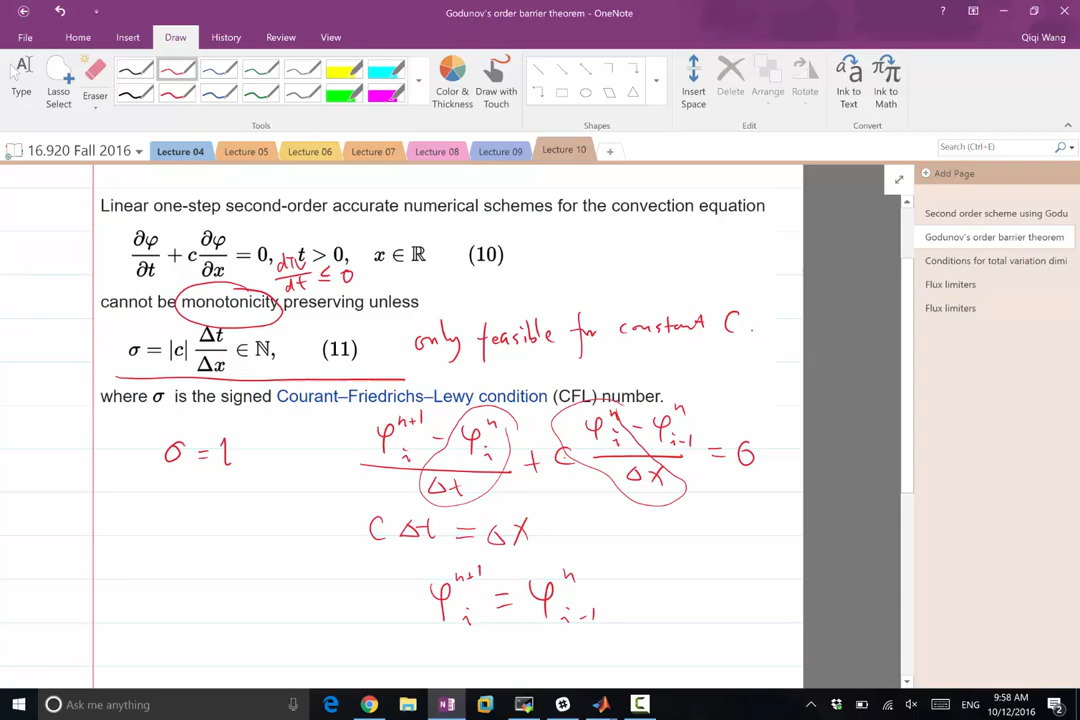 Godunov's order barrier theorem - OneNote
?
File
Home
Insert
Draw
History
Review
View
Qiqi Wang
Type
Lasso Select
Eraser
Color & Thickness
Draw with Touch
Insert Space
Delete
Arrange
Rotate
Ink to Text
Ink to Math
Tools
Shapes
Edit
Convert
16.920 Fall 2016
Lecture 04
Lecture 05
Lecture 06
Lecture 07
Lecture 08
Lecture 09
Lecture 10
Search (Ctrl+E)
Add Page
Second order scheme using Godu
Godunov's order barrier theorem
Conditions for total variation dimi
Flux limiters
Flux limiters
Linear one-step second-order accurate numerical schemes for the convection equation
∂φ/∂t + c ∂φ/∂x = 0, t > 0, x ∈ ℝ (10)
dTV/dt ≤ 0
cannot be monotonicity preserving unless
σ = |c| Δt/Δx ∈ ℕ, (11)
only feasible for constant C.
where σ is the signed Courant–Friedrichs–Lewy condition (CFL) number.
σ = 1
(φ_i^{n+1} - φ_i^n)/Δt + C (φ_i^n - φ_{i-1}^n)/Δx = 0
C Δt = Δx
φ_i^{n+1} = φ_{i-1}^n
Ask me anything
ENG
9:58 AM
10/12/2016
2